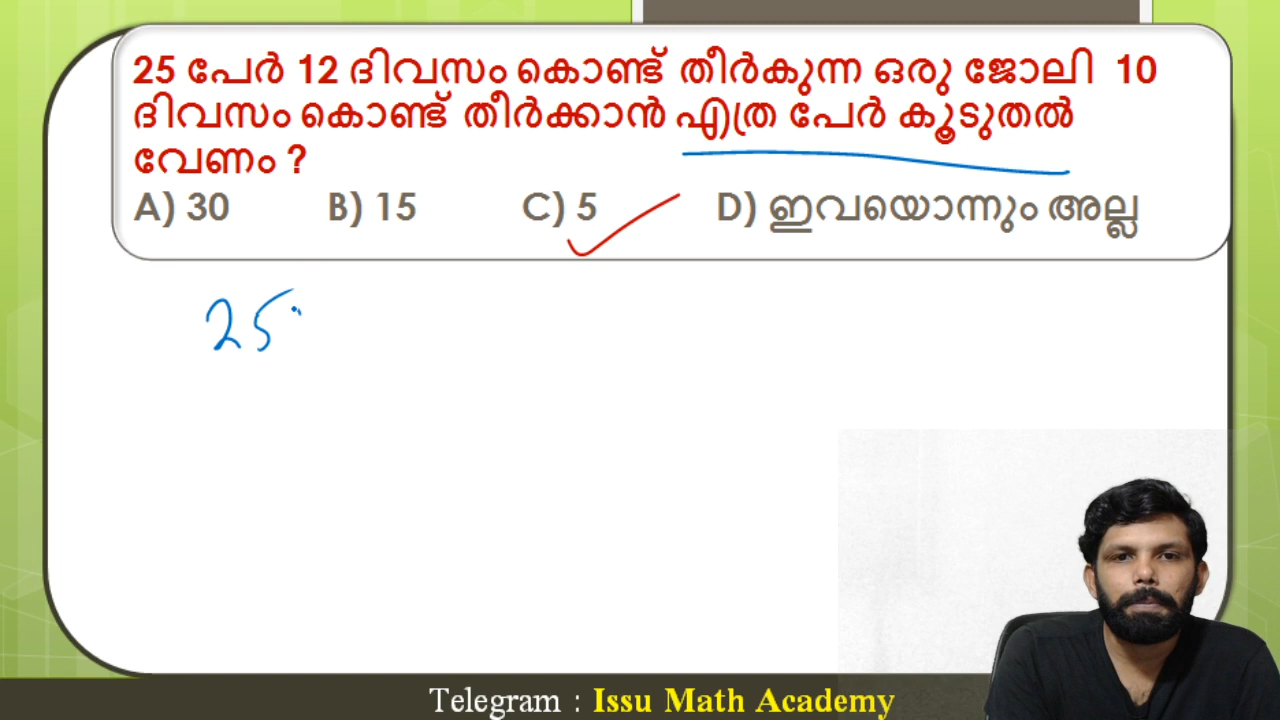 25 പേർ 12 ദിവസം കൊണ്ട് തീർകുന്ന ഒരു ജോലി 10
ദിവസം കൊണ്ട് തീർക്കാൻ എത്ര പേർ കൂടുതൽ
വേണം ?
A) 30 B) 15 C) 5 D) ഇവയൊന്നും അല്ല
25
Telegram : Issu Math Academy